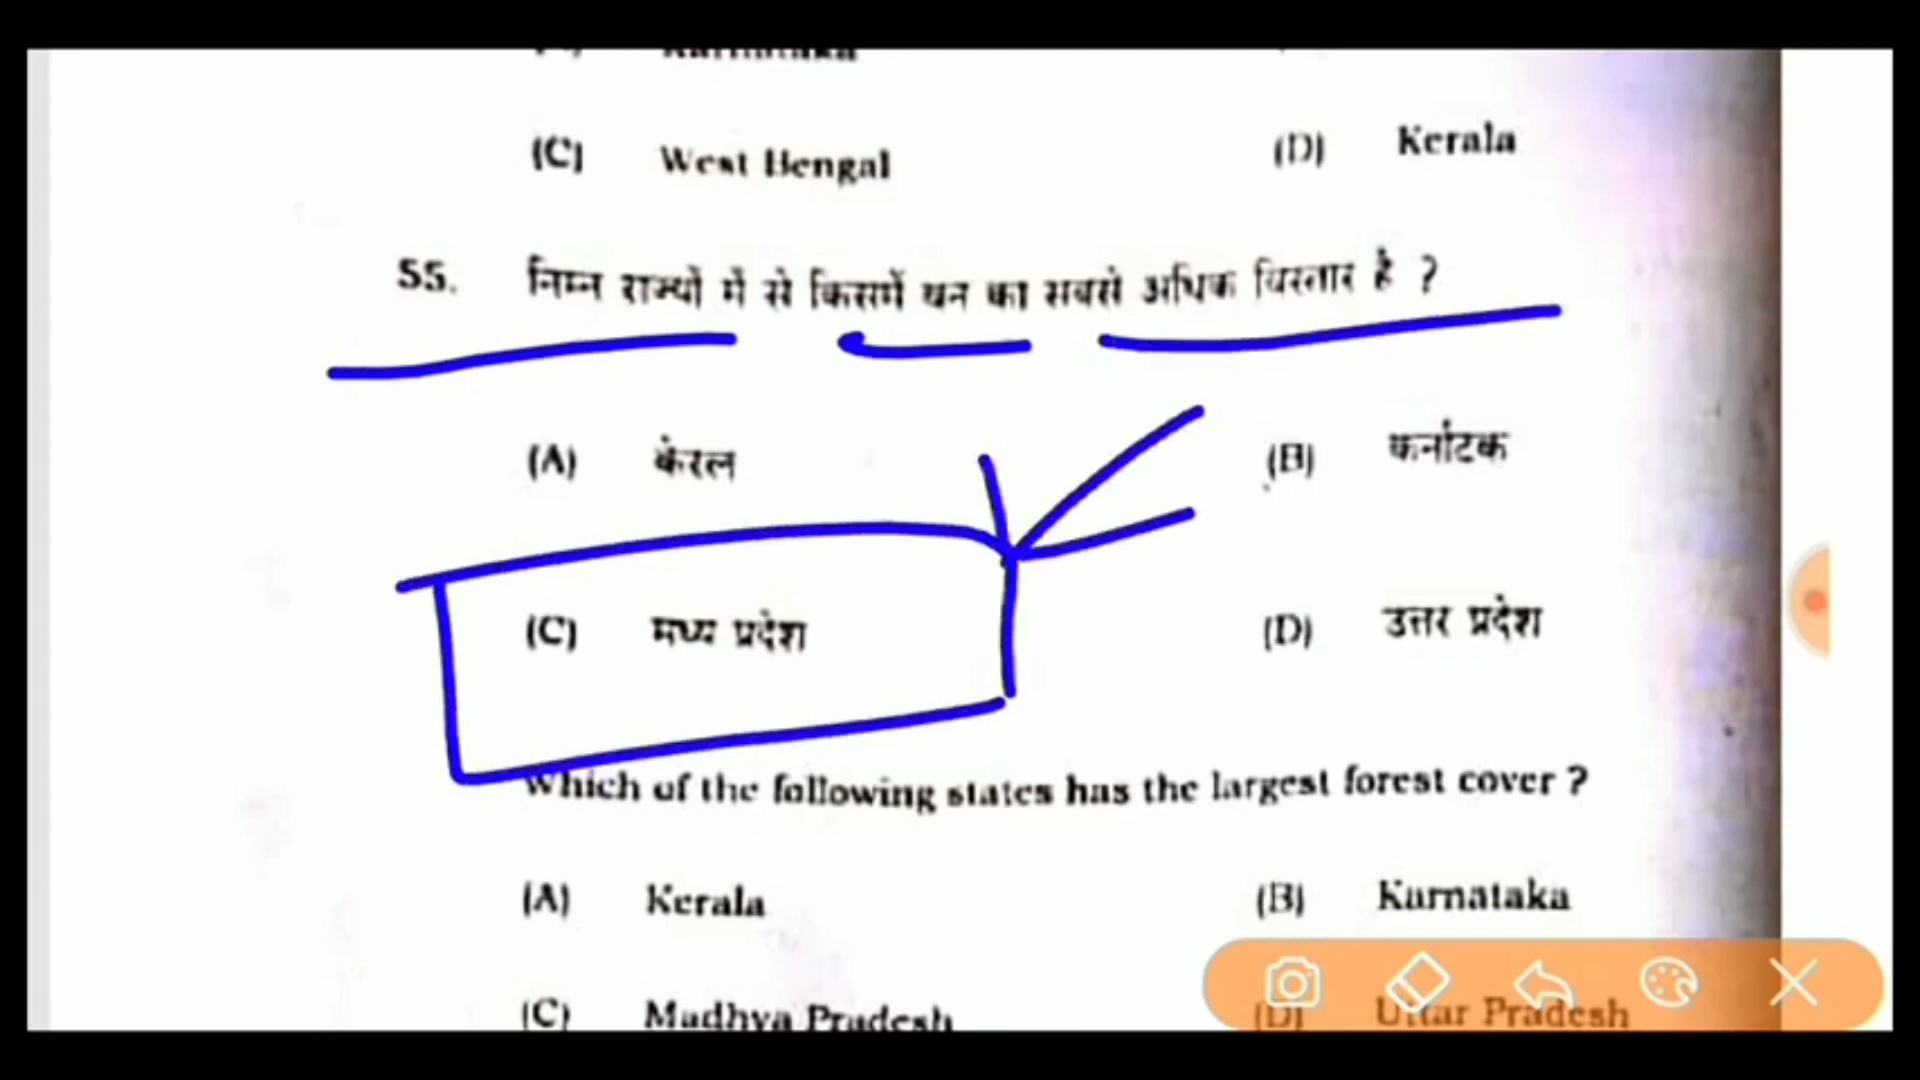 Karnataka
(C) West Bengal (D) Kerala
55. निम्न राज्यों में से किसमें वन का सबसे अधिक विस्तार है ?
(A) केरल (B) कर्नाटक
(C) मध्य प्रदेश (D) उत्तर प्रदेश
Which of the following states has the largest forest cover ?
(A) Kerala (B) Karnataka
(C) Madhya Pradesh (D) Uttar Pradesh